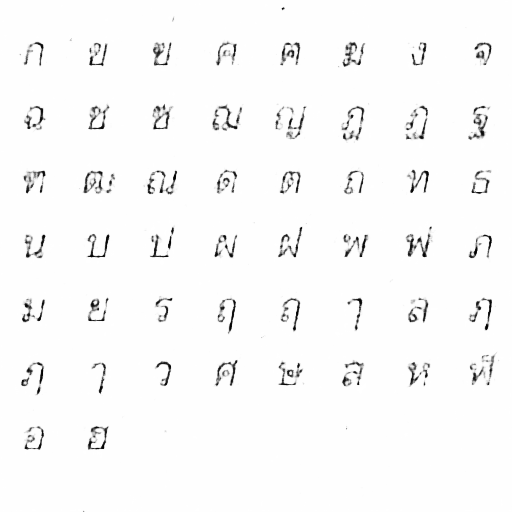 ก ข ฃ ค ฅ ฆ ง จ
ฉ ช ซ ฌ ญ ฎ ฏ ฐ
ฑ ฒ ณ ด ต ถ ท ธ
น บ ป ผ ฝ พ ฟ ภ
ม ย ร ฤ ฤ ๅ ล ฦ
ฦ ๅ ว ศ ษ ส ห ฬ
อ ฮ